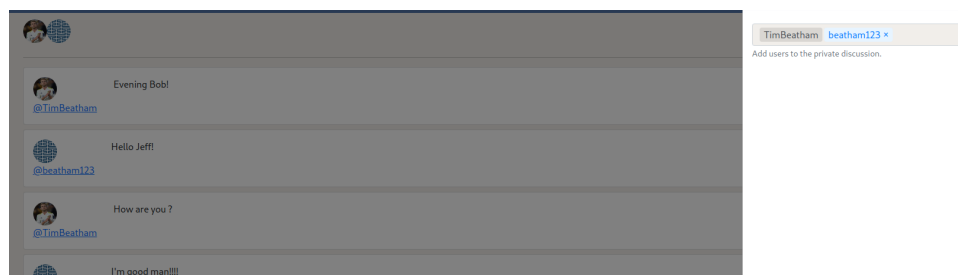 Evening Bob!
@TimBeatham
Hello Jeff!
@beatham123
How are you ?
@TimBeatham
I'm good man!!!!
TimBeatham beatham123 ×
Add users to the private discussion.